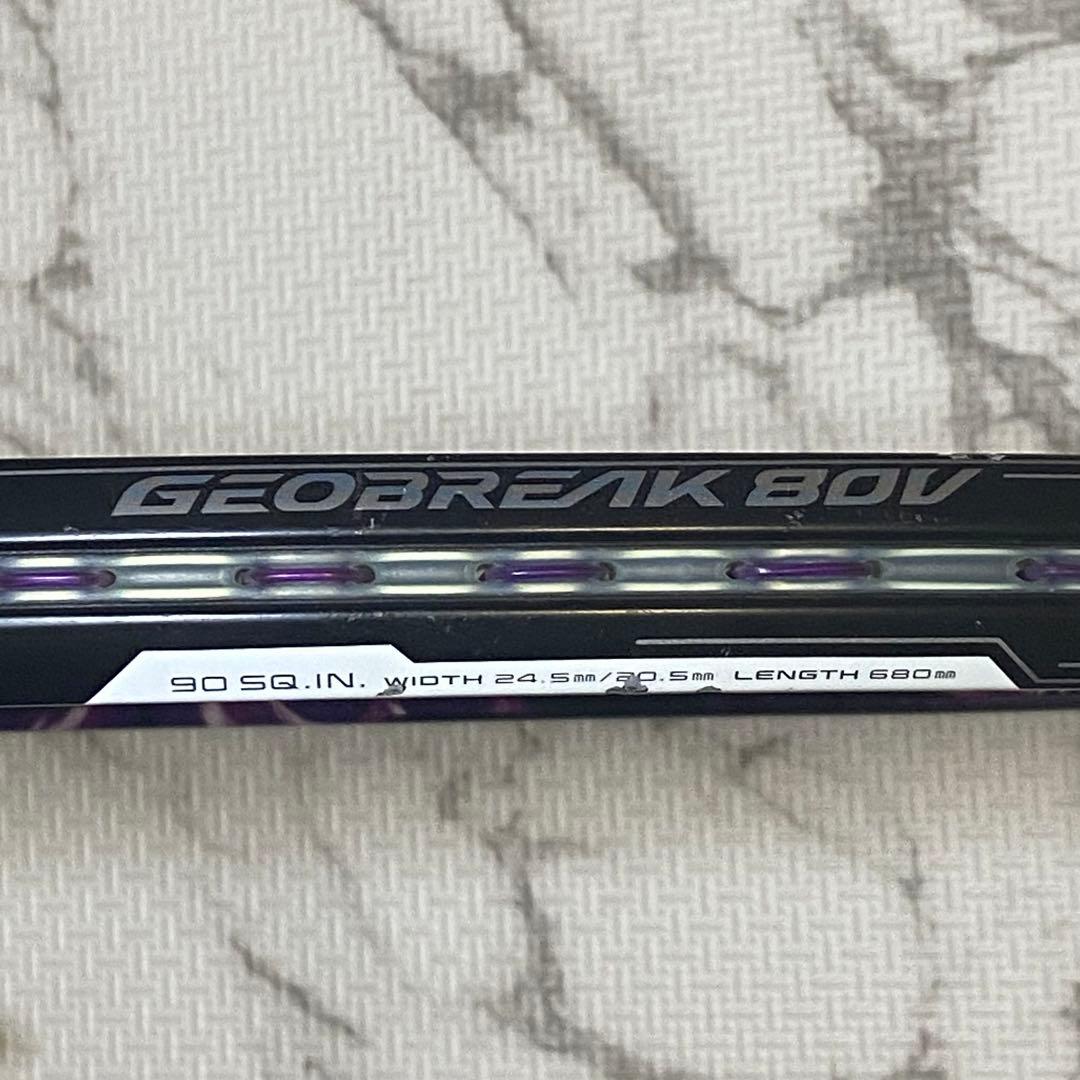 GEOBREAK 80V
90 SQ.IN. WIDTH 24.5mm/20.5mm LENGTH 680mm